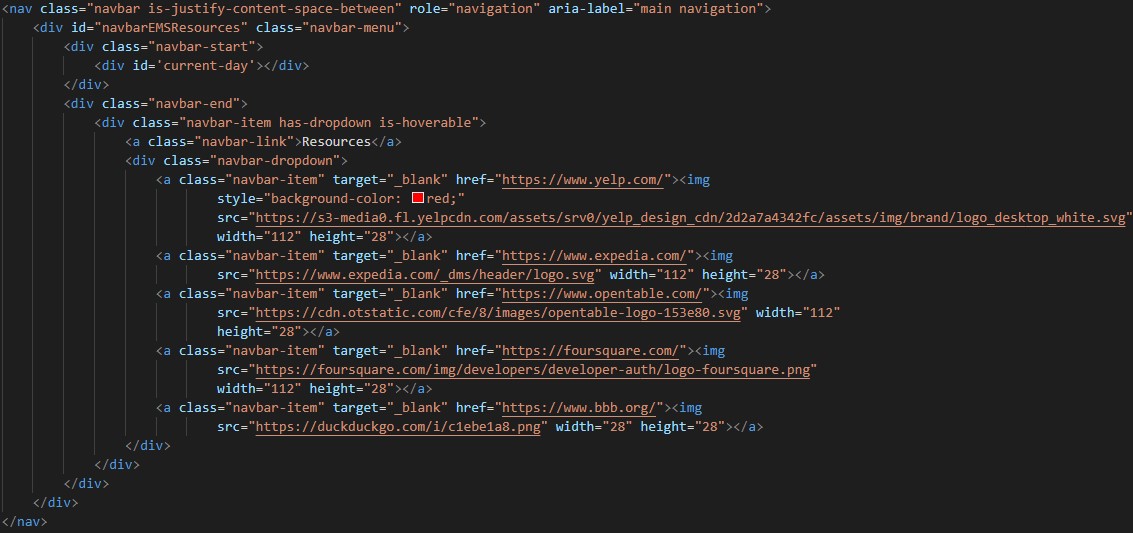 <nav class="navbar is-justify-content-space-between" role="navigation" aria-label="main navigation">
<div id="navbarEMSResources" class="navbar-menu">
<div class="navbar-start">
<div id='current-day'></div>
</div>
<div class="navbar-end">
<div class="navbar-item has-dropdown is-hoverable">
<a class="navbar-link">Resources</a>
<div class="navbar-dropdown">
<a class="navbar-item" target="_blank" href="https://www.yelp.com/"><img
style="background-color: red;"
src="https://s3-media0.fl.yelpcdn.com/assets/srv0/yelp_design_cdn/2d2a7a4342fc/assets/img/brand/logo_desktop_white.svg"
width="112" height="28"></a>
<a class="navbar-item" target="_blank" href="https://www.expedia.com/"><img
src="https://www.expedia.com/_dms/header/logo.svg" width="112" height="28"></a>
<a class="navbar-item" target="_blank" href="https://www.opentable.com/"><img
src="https://cdn.otstatic.com/cfe/8/images/opentable-logo-153e80.svg" width="112"
height="28"></a>
<a class="navbar-item" target="_blank" href="https://foursquare.com/"><img
src="https://foursquare.com/img/developers/developer-auth/logo-foursquare.png"
width="112" height="28"></a>
<a class="navbar-item" target="_blank" href="https://www.bbb.org/"><img
src="https://duckduckgo.com/i/c1ebe1a8.png" width="28" height="28"></a>
</div>
</div>
</div>
</div>
</nav>